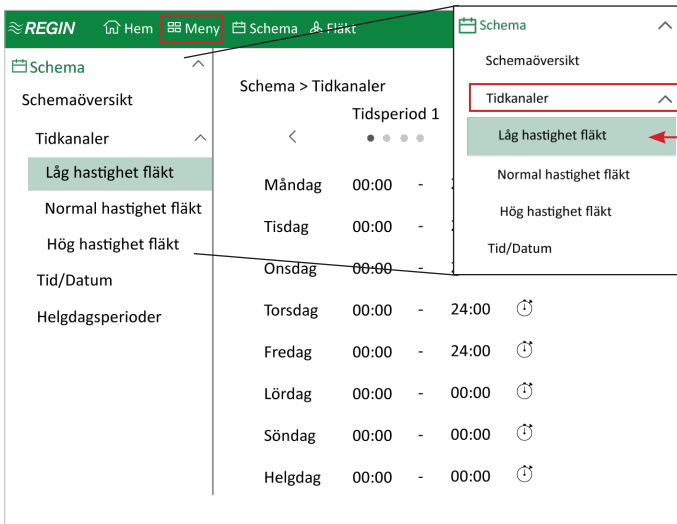 REGIN Hem Meny Schema Fläkt
Schema
Schemaöversikt
Tidkanaler
Låg hastighet fläkt
Normal hastighet fläkt
Hög hastighet fläkt
Tid/Datum
Helgdagsperioder
Schema > Tidkanaler
Tidsperiod 1
Måndag 00:00 -
Tisdag 00:00 -
Onsdag 00:00 -
Torsdag 00:00 - 24:00
Fredag 00:00 - 24:00
Lördag 00:00 - 00:00
Söndag 00:00 - 00:00
Helgdag 00:00 - 00:00
Schema
Schemaöversikt
Tidkanaler
Låg hastighet fläkt
Normal hastighet fläkt
Hög hastighet fläkt
Tid/Datum